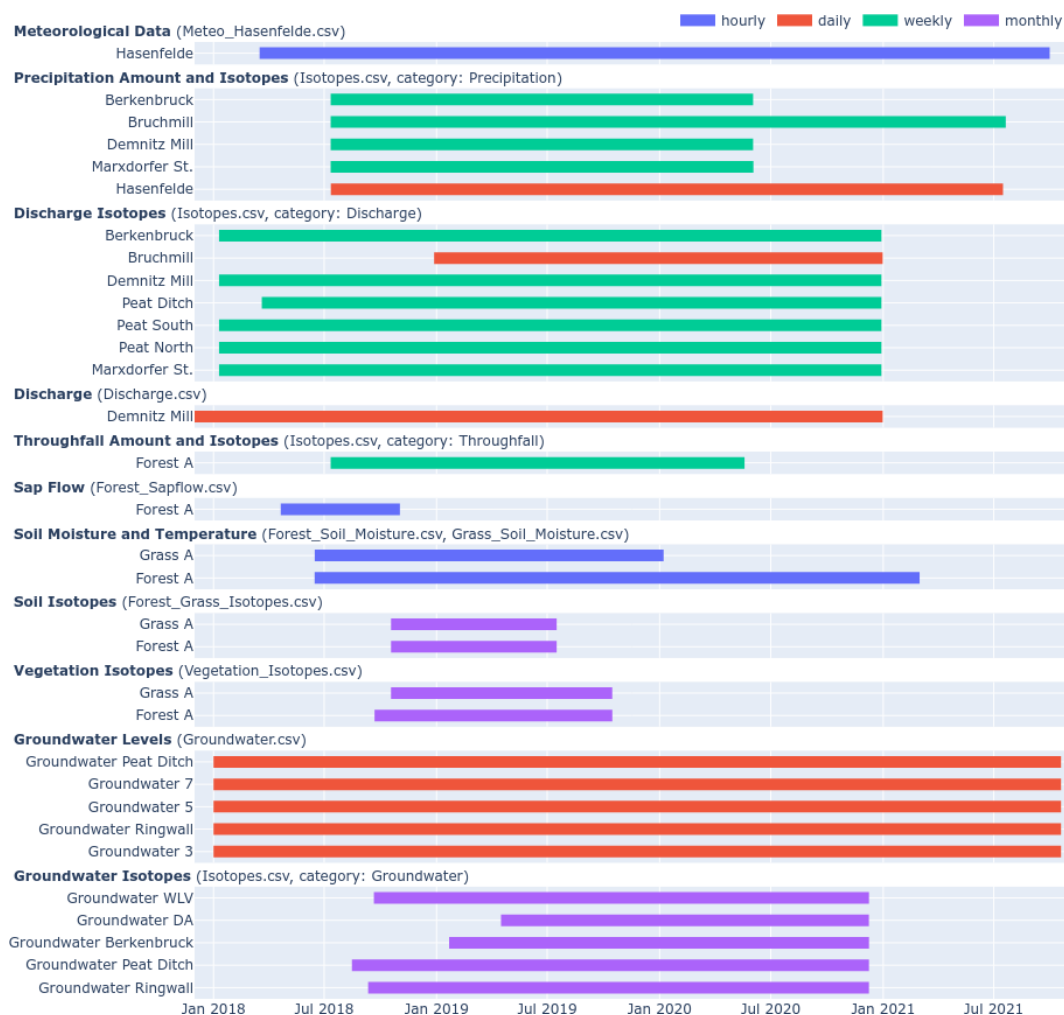 hourly daily weekly monthly
Meteorological Data (Meteo_Hasenfelde.csv)
Hasenfelde
Precipitation Amount and Isotopes (Isotopes.csv, category: Precipitation)
Berkenbruck
Bruchmill
Demnitz Mill
Marxdorfer St.
Hasenfelde
Discharge Isotopes (Isotopes.csv, category: Discharge)
Berkenbruck
Bruchmill
Demnitz Mill
Peat Ditch
Peat South
Peat North
Marxdorfer St.
Discharge (Discharge.csv)
Demnitz Mill
Throughfall Amount and Isotopes (Isotopes.csv, category: Throughfall)
Forest A
Sap Flow (Forest_Sapflow.csv)
Forest A
Soil Moisture and Temperature (Forest_Soil_Moisture.csv, Grass_Soil_Moisture.csv)
Grass A
Forest A
Soil Isotopes (Forest_Grass_Isotopes.csv)
Grass A
Forest A
Vegetation Isotopes (Vegetation_Isotopes.csv)
Grass A
Forest A
Groundwater Levels (Groundwater.csv)
Groundwater Peat Ditch
Groundwater 7
Groundwater 5
Groundwater Ringwall
Groundwater 3
Groundwater Isotopes (Isotopes.csv, category: Groundwater)
Groundwater WLV
Groundwater DA
Groundwater Berkenbruck
Groundwater Peat Ditch
Groundwater Ringwall
Jan 2018 Jul 2018 Jan 2019 Jul 2019 Jan 2020 Jul 2020 Jan 2021 Jul 2021